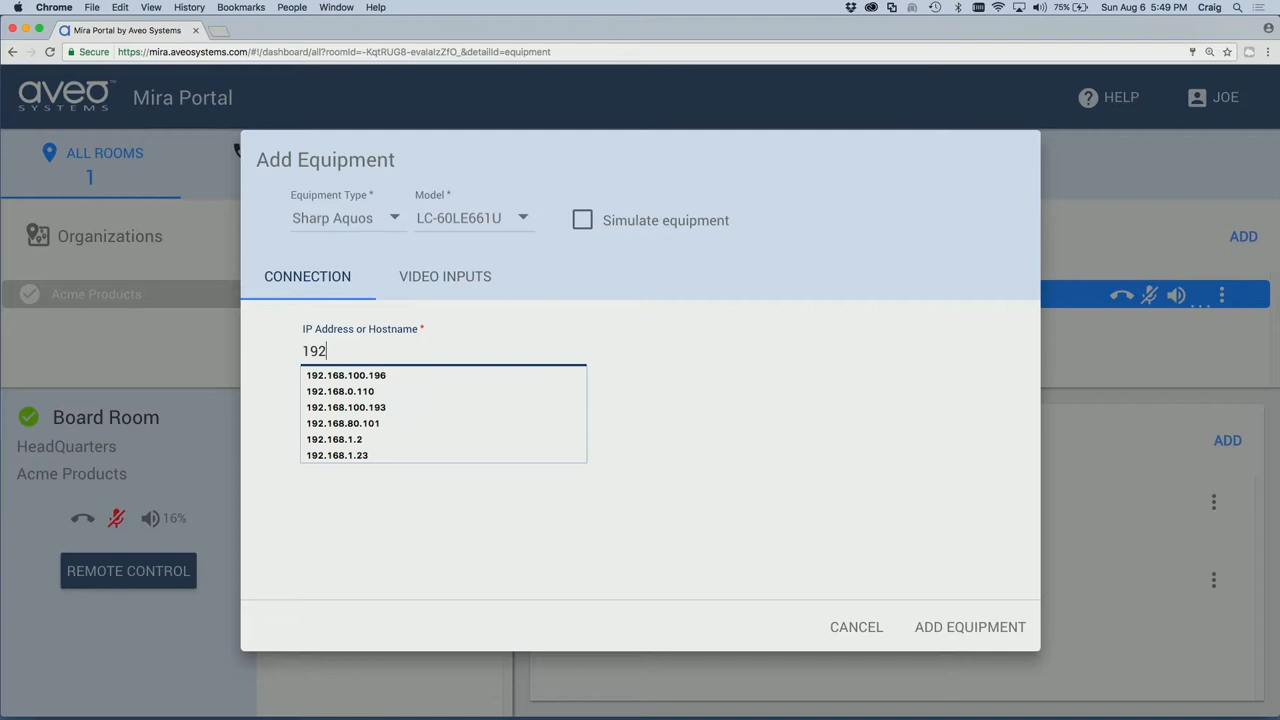 Chrome File Edit View History Bookmarks People Window Help 75% Sun Aug 6 5:49 PM Craig
Mira Portal by Aveo Systems
Secure https://mira.aveosystems.com/#!/dashboard/all?roomId=-KqtRUG8-evalaIzZfO_&detailId=equipment
aveo SYSTEMS™ Mira Portal HELP JOE
ALL ROOMS
1
Organizations ADD
Acme Products
Add Equipment
Equipment Type * Model *
Sharp Aquos LC-60LE661U Simulate equipment
CONNECTION VIDEO INPUTS
IP Address or Hostname *
192
192.168.100.196
192.168.0.110
192.168.100.193
192.168.80.101
192.168.1.2
192.168.1.23
CANCEL ADD EQUIPMENT
Board Room ADD
HeadQuarters
Acme Products
16%
REMOTE CONTROL